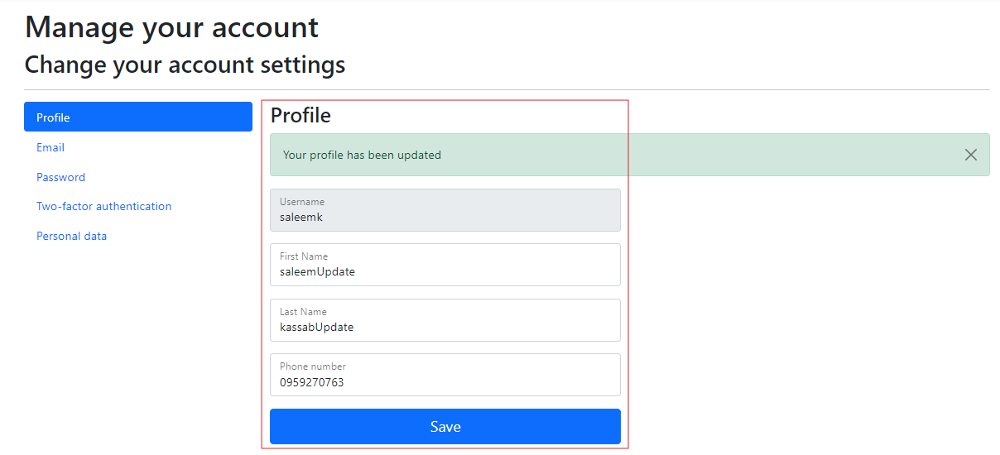 Manage your account
Change your account settings
Profile
Email
Password
Two-factor authentication
Personal data
Profile
Your profile has been updated
Username
saleemk
First Name
saleemUpdate
Last Name
kassabUpdate
Phone number
0959270763
Save